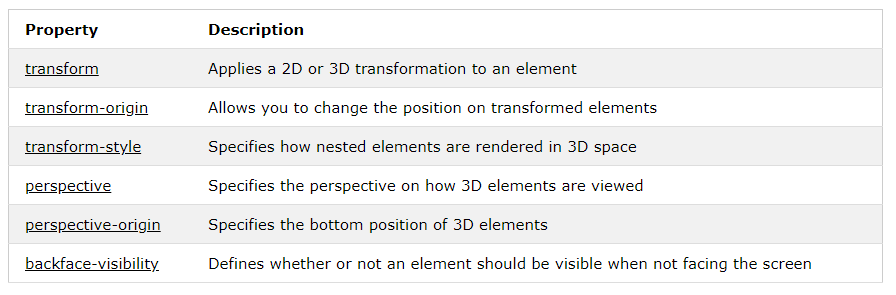 Property Description
transform Applies a 2D or 3D transformation to an element
transform-origin Allows you to change the position on transformed elements
transform-style Specifies how nested elements are rendered in 3D space
perspective Specifies the perspective on how 3D elements are viewed
perspective-origin Specifies the bottom position of 3D elements
backface-visibility Defines whether or not an element should be visible when not facing the screen